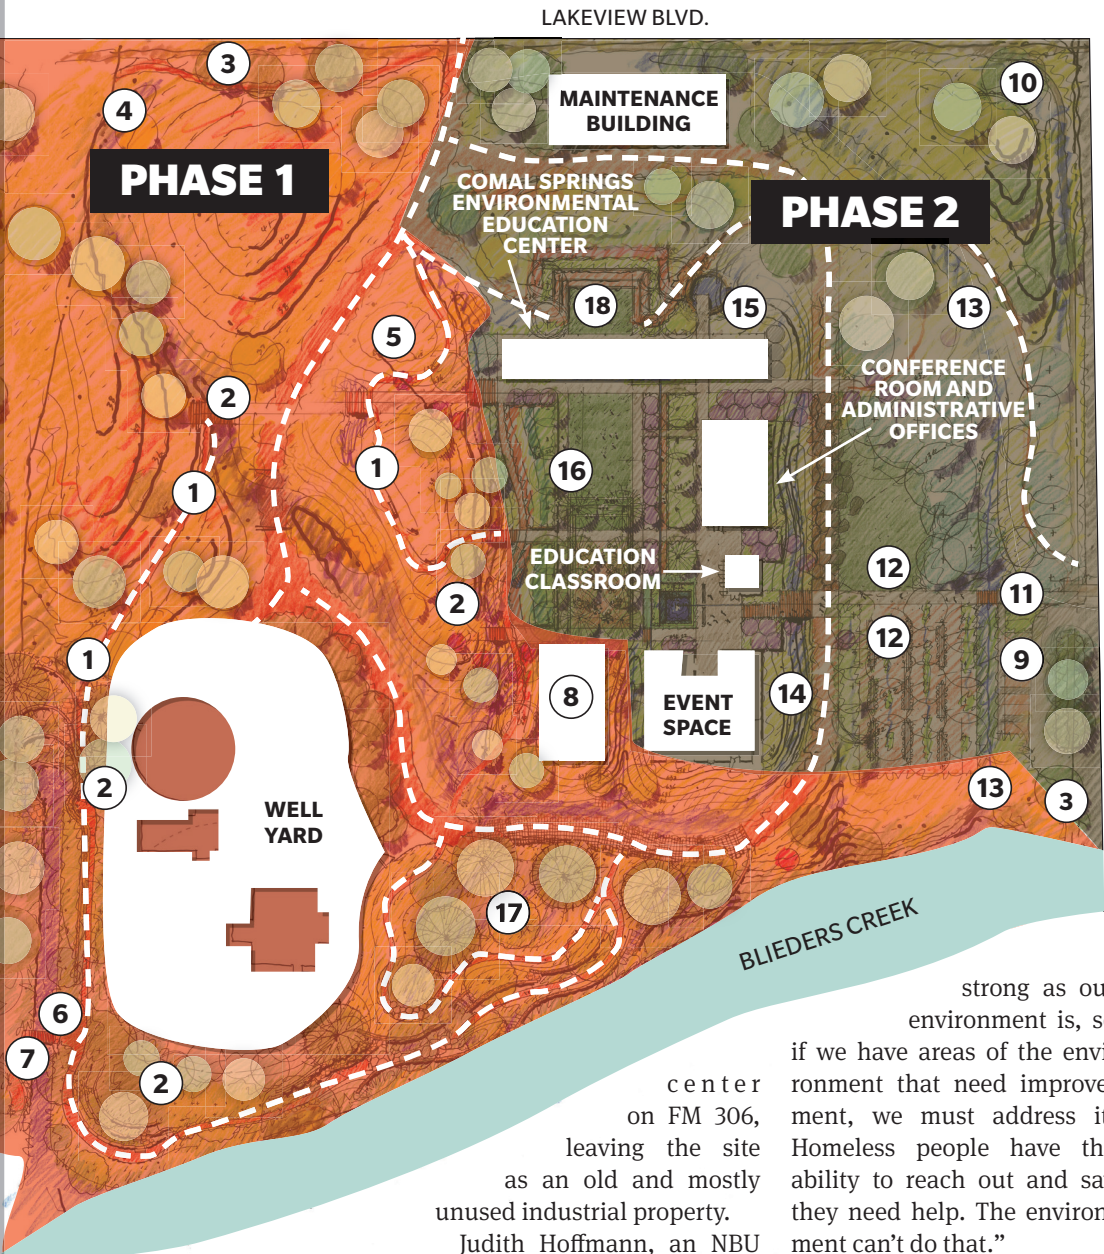 LAKEVIEW BLVD.
3
4
10
MAINTENANCE
BUILDING
PHASE 1
COMAL SPRINGS
ENVIRONMENTAL
EDUCATION
CENTER
PHASE 2
18
15
13
5
CONFERENCE
ROOM AND
ADMINISTRATIVE
OFFICES
2
1
1
16
EDUCATION
CLASSROOM
12
11
2
12
1
9
8
EVENT
SPACE
14
2
WELL
YARD
13
3
17
BLIEDERS CREEK
6
7
2
center
on FM 306,
leaving the site
as an old and mostly
unused industrial property.
Judith Hoffmann, an NBU
strong as ou
environment is, s
if we have areas of the envi
ronment that need improve
ment, we must address it
Homeless people have th
ability to reach out and sa
they need help. The environ
ment can't do that.”